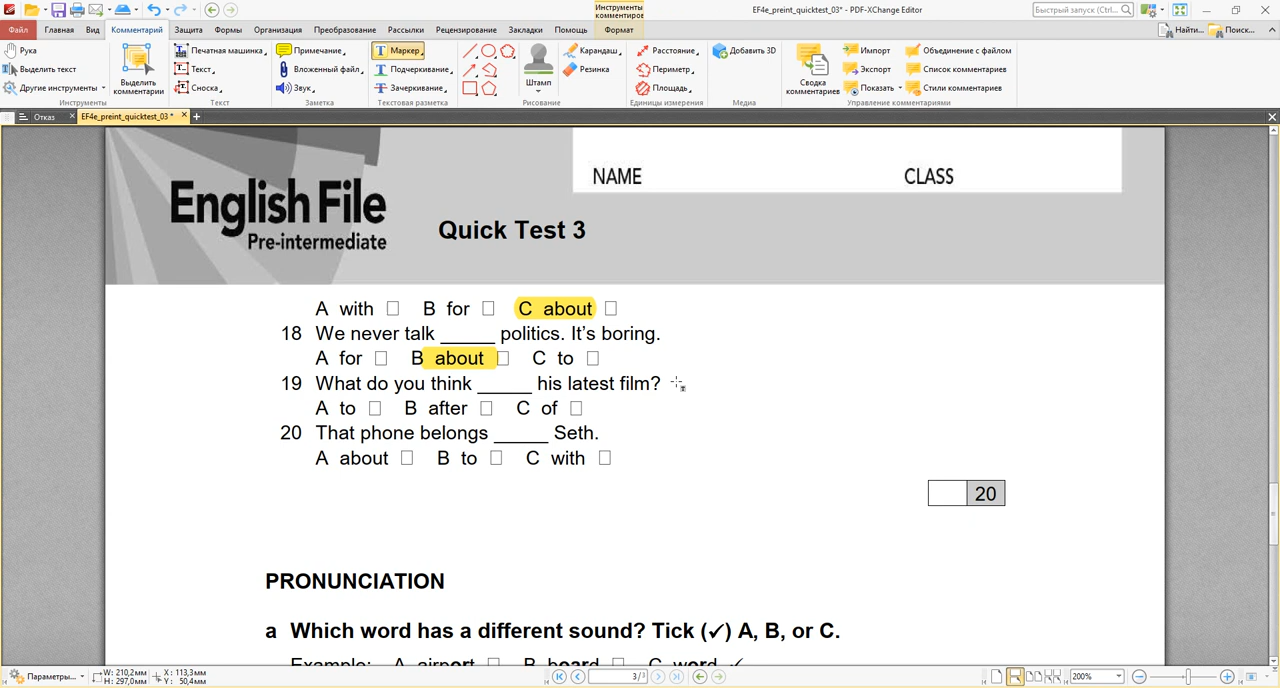 EF4e_preint_quicktest_03* - PDF-XChange Editor
Инструменты комментиров
Быстрый запуск (Ctrl...
Файл Главная Вид Комментарий Защита Формы Организация Преобразование Рассылки Рецензирование Закладки Помощь Формат Найти... Поиск...
Рука
Выделить текст
Другие инструменты
Инструменты
Выделить комментарии
Печатная машинка
Текст
Сноска
Текст
Примечание
Вложенный файл
Звук
Заметка
Маркер
Подчеркивание
Зачеркивание
Текстовая разметка
Штамп
Карандаш
Резинка
Рисование
Расстояние
Периметр
Площадь
Единицы измерения
Добавить 3D
Медиа
Сводка комментариев
Импорт
Экспорт
Показать
Объединение с файлом
Список комментариев
Стили комментариев
Управление комментариями
Отказ EF4e_preint_quicktest_03 *
NAME CLASS
English File
Pre-intermediate
Quick Test 3
A with B for C about
18 We never talk _____ politics. It’s boring.
A for B about C to
19 What do you think _____ his latest film?
A to B after C of
20 That phone belongs _____ Seth.
A about B to C with
20
PRONUNCIATION
a Which word has a different sound? Tick (✓) A, B, or C.
Example: A airport B board C word ✓
Параметры... W: 210,2мм H: 297,0мм X: 113,3мм Y: 50,4мм 3/3 200%